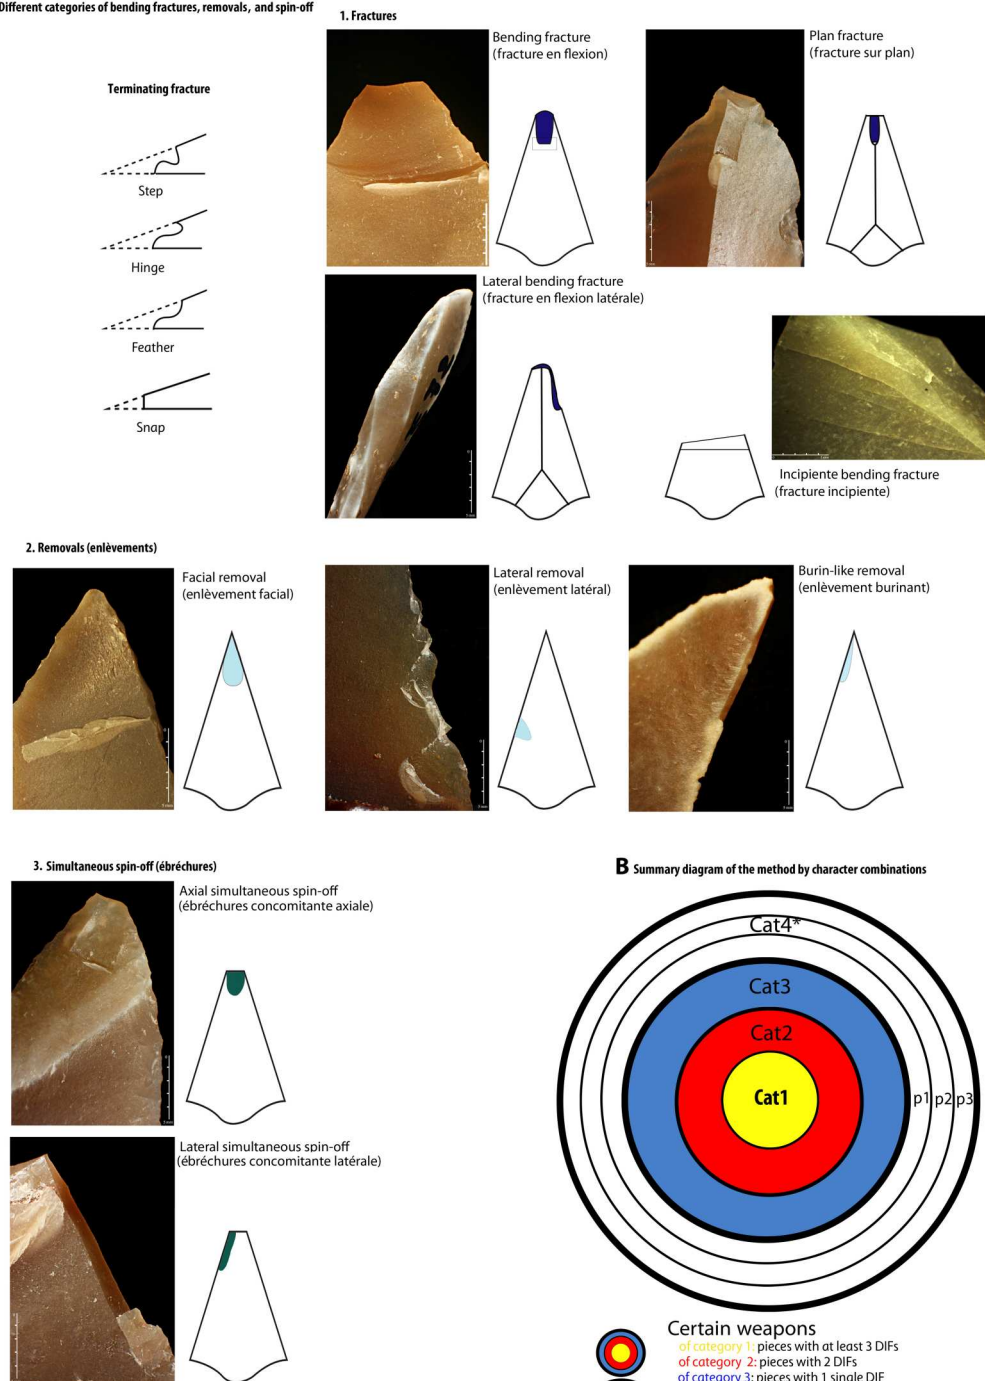 Different categories of bending fractures, removals, and spin-off
1. Fractures
Bending fracture
(fracture en flexion)
Plan fracture
(fracture sur plan)
Terminating fracture
Step
Hinge
Feather
Snap
Lateral bending fracture
(fracture en flexion latérale)
Incipiente bending fracture
(fracture incipiente)
2. Removals (enlèvements)
Facial removal
(enlèvement facial)
Lateral removal
(enlèvement latéral)
Burin-like removal
(enlèvement burinant)
3. Simultaneous spin-off (ébréchures)
Axial simultaneous spin-off
(ébréchures concomitante axiale)
Lateral simultaneous spin-off
(ébréchures concomitante latérale)
B Summary diagram of the method by character combinations
Cat4*
Cat3
Cat2
Cat1
p1 p2 p3
Certain weapons
of category 1: pieces with at least 3 DIFs
of category 2: pieces with 2 DIFs
of category 3: pieces with 1 single DIF